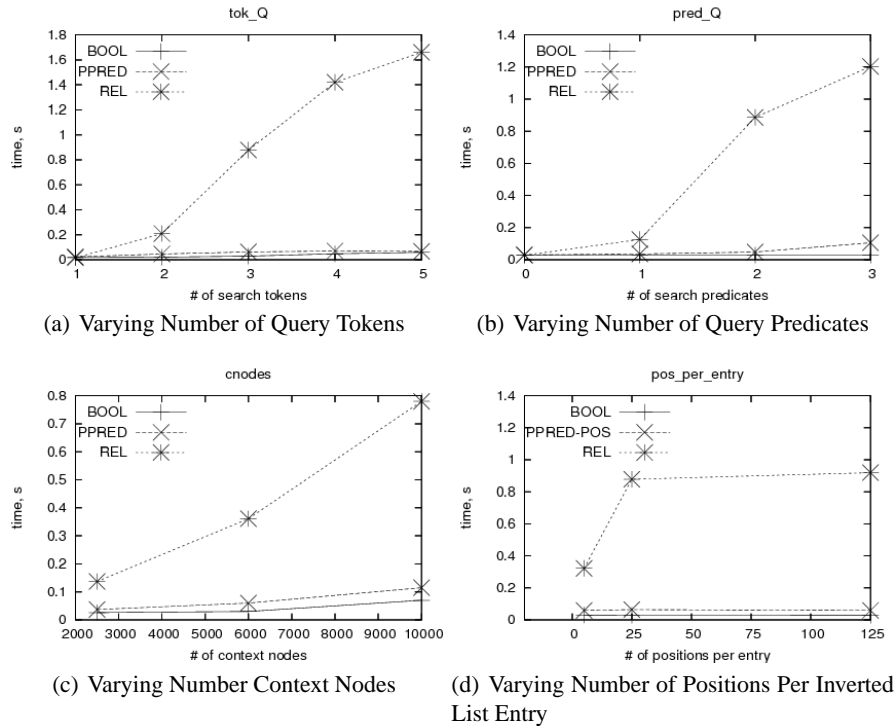 tok_Q
BOOL
PPRED
REL
time, s
0
0.2
0.4
0.6
0.8
1
1.2
1.4
1.6
1.8
1 2 3 4 5
# of search tokens
(a) Varying Number of Query Tokens
pred_Q
BOOL
PPRED
REL
time, s
0
0.2
0.4
0.6
0.8
1
1.2
1.4
0 1 2 3
# of search predicates
(b) Varying Number of Query Predicates
cnodes
BOOL
PPRED
REL
time, s
0
0.1
0.2
0.3
0.4
0.5
0.6
0.7
0.8
2000 3000 4000 5000 6000 7000 8000 9000 10000
# of context nodes
(c) Varying Number Context Nodes
pos_per_entry
BOOL
PPRED-POS
REL
time, s
0
0.2
0.4
0.6
0.8
1
1.2
1.4
0 25 50 75 100 125
# of positions per entry
(d) Varying Number of Positions Per Inverted
List Entry